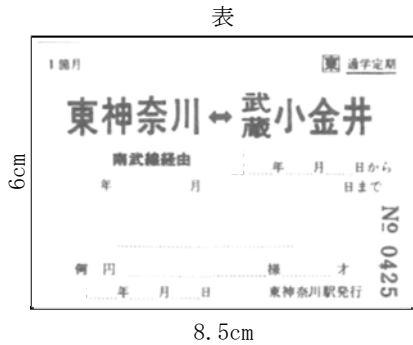 表
1箇月 東 通学定期
東神奈川↔武蔵小金井
南武線経由
年 月 日から
年 月 日まで
№ 0425
円 様 才
年 月 日 東神奈川駅発行
6cm
8.5cm